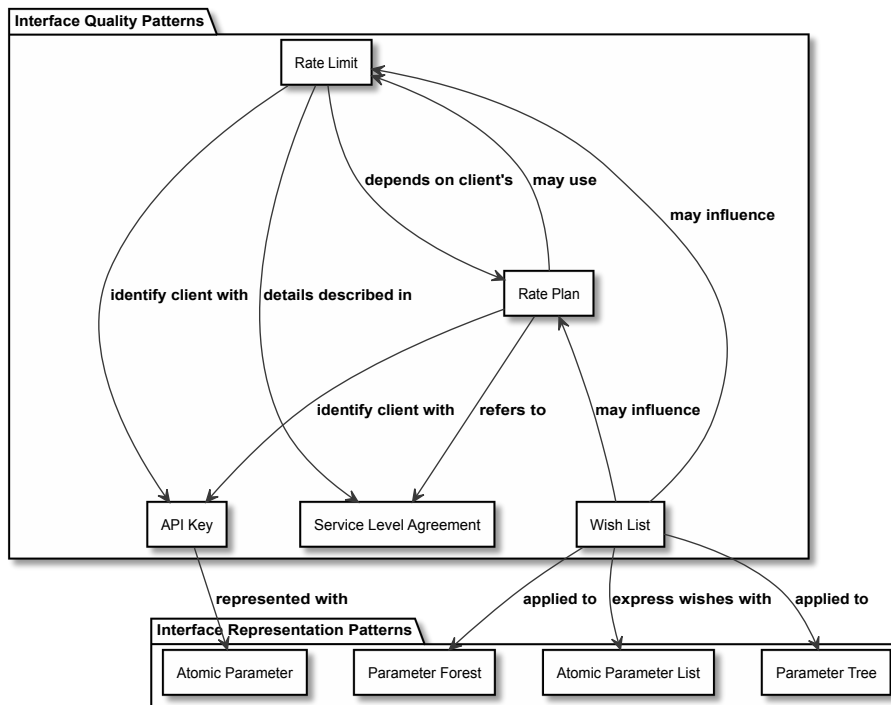 Interface Quality Patterns
Rate Limit
depends on client's
may use
may influence
identify client with
details described in
Rate Plan
identify client with
refers to
may influence
API Key
Service Level Agreement
Wish List
represented with
applied to
express wishes with
applied to
Interface Representation Patterns
Atomic Parameter
Parameter Forest
Atomic Parameter List
Parameter Tree